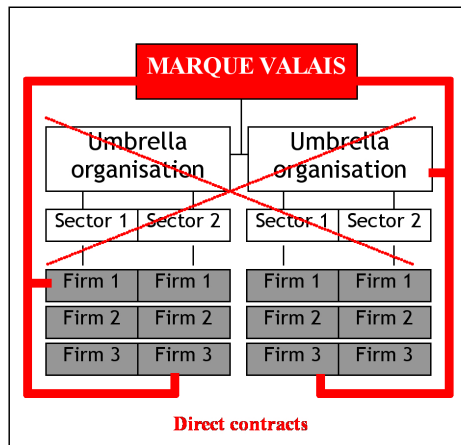 MARQUE VALAIS
Umbrella organisation
Umbrella organisation
Sector 1 Sector 2 Sector 1 Sector 2
Firm 1 Firm 1 Firm 1 Firm 1
Firm 2 Firm 2 Firm 2 Firm 2
Firm 3 Firm 3 Firm 3 Firm 3
Direct contracts